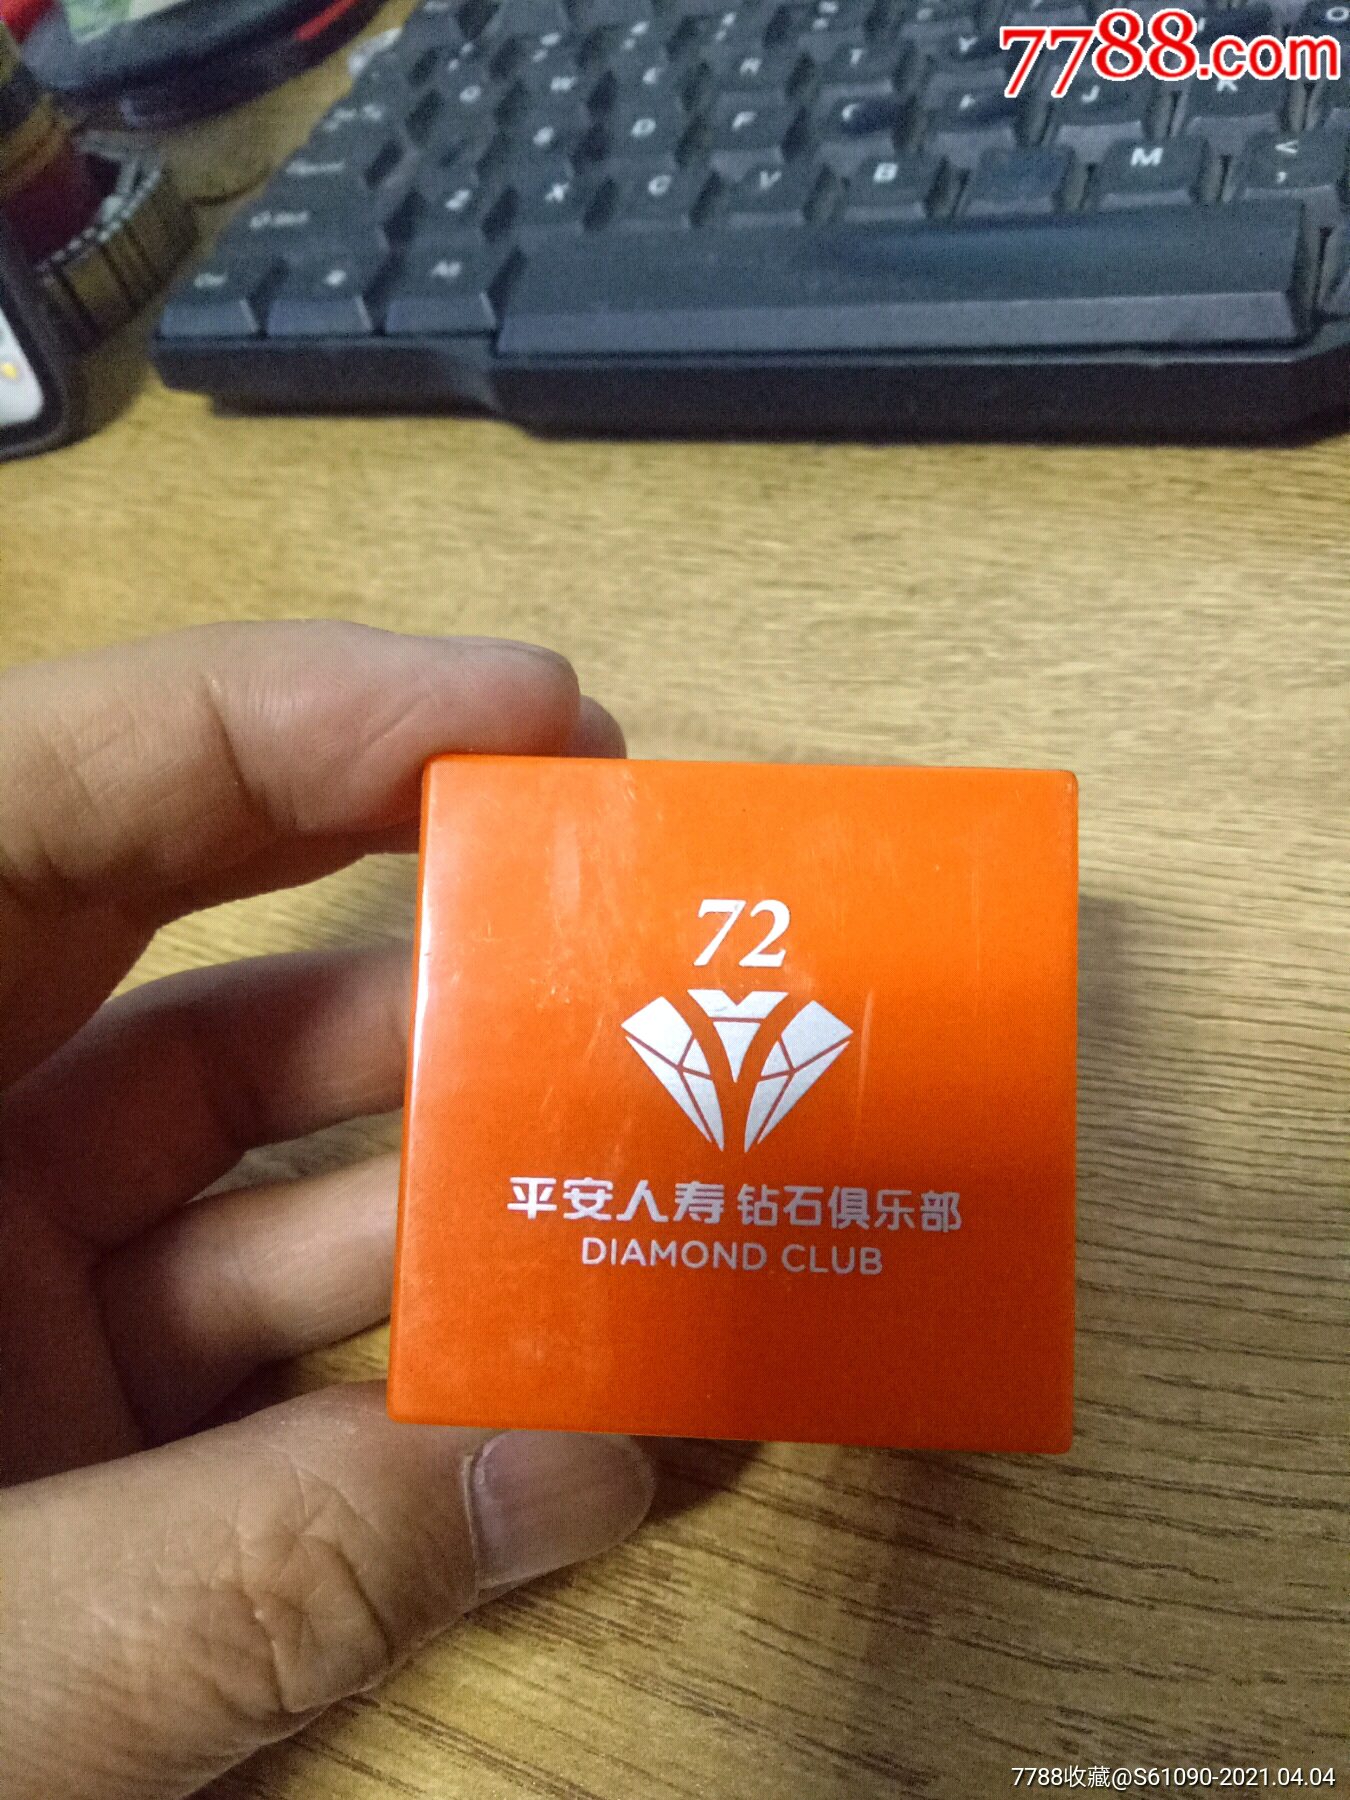 7788.com
Q W E R T Y
S D F J K
Z X C V B M <
,
Alt
72
平安人寿 钻石俱乐部
DIAMOND CLUB
7788收藏@S61090-2021.04.04